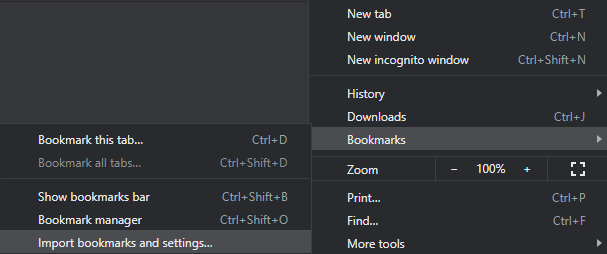 New tab Ctrl+T
New window Ctrl+N
New incognito window Ctrl+Shift+N
History
Downloads Ctrl+J
Bookmarks
Zoom − 100% +
Print... Ctrl+P
Find... Ctrl+F
More tools
Bookmark this tab... Ctrl+D
Bookmark all tabs... Ctrl+Shift+D
Show bookmarks bar Ctrl+Shift+B
Bookmark manager Ctrl+Shift+O
Import bookmarks and settings...